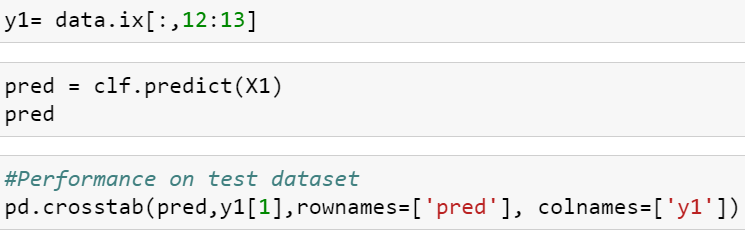 y1= data.ix[:,12:13]
pred = clf.predict(X1)
pred
#Performance on test dataset
pd.crosstab(pred,y1[1],rownames=['pred'], colnames=['y1'])